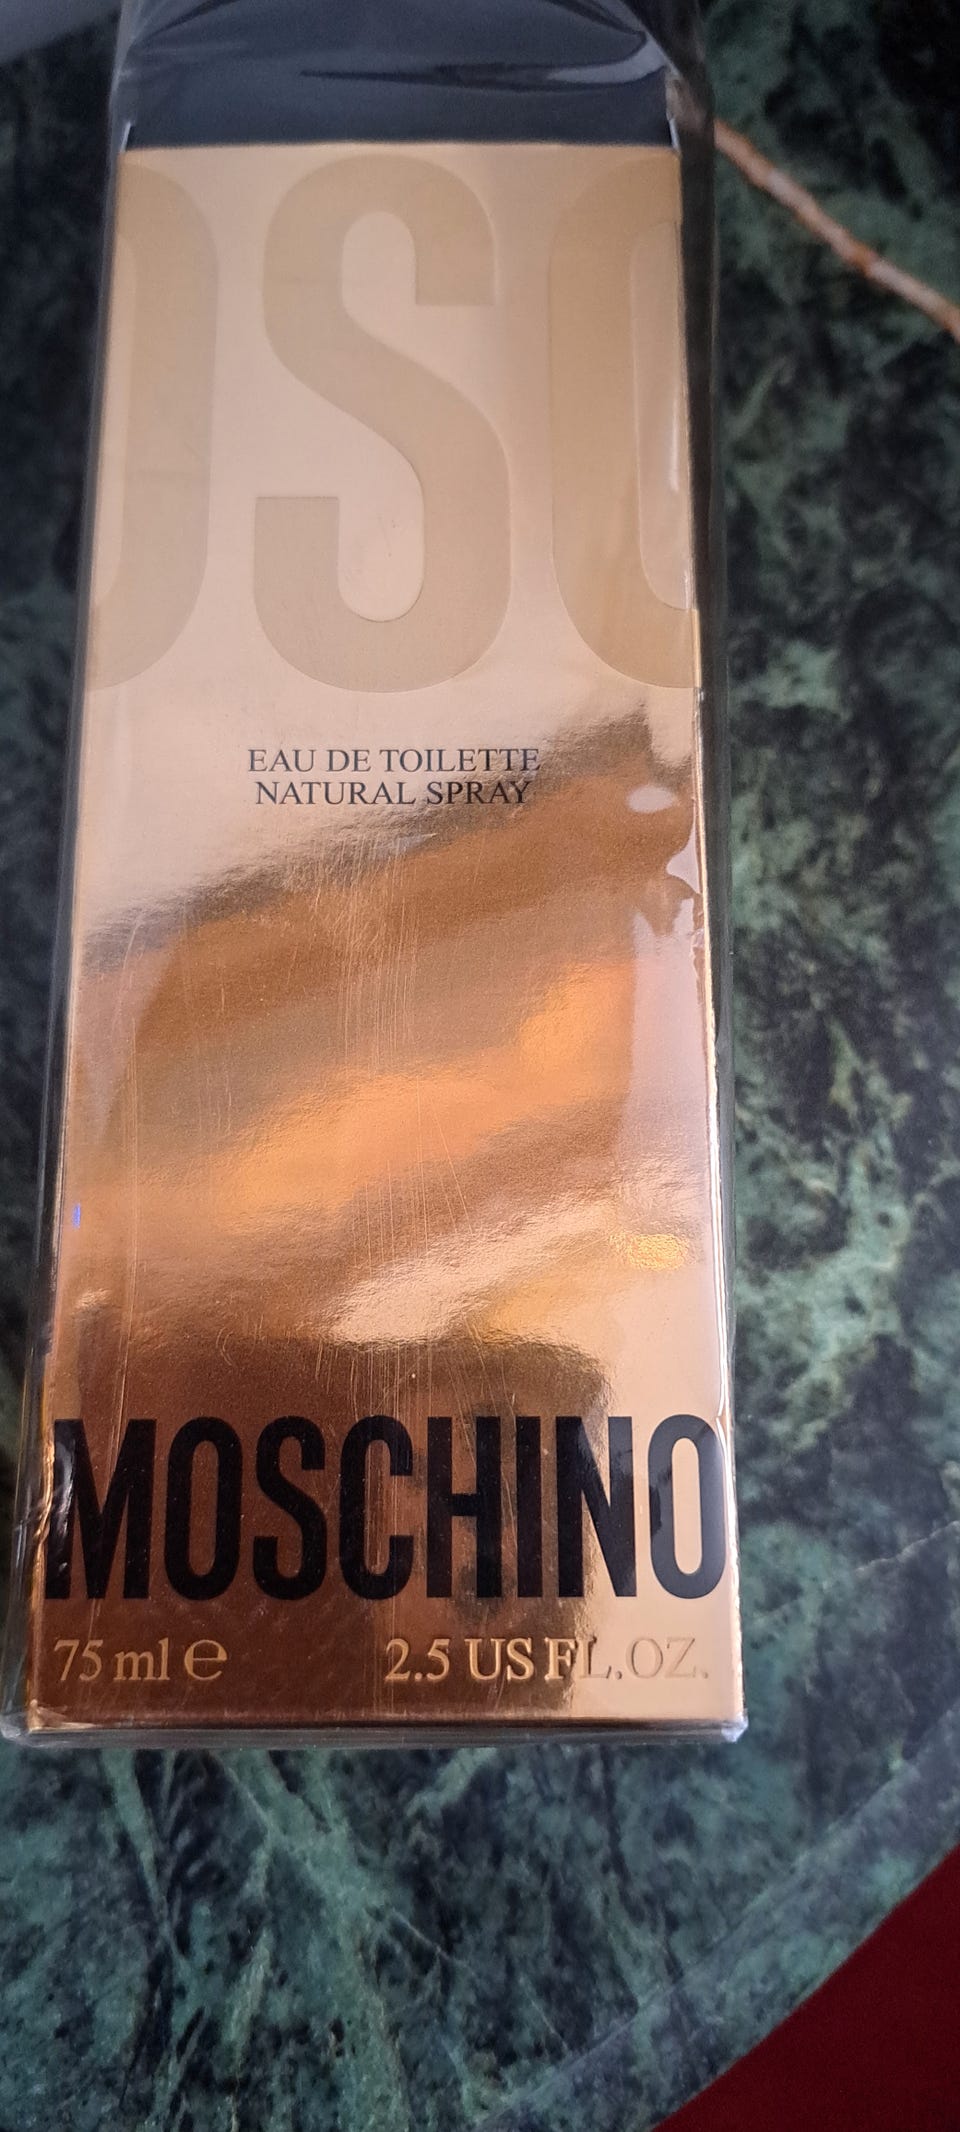 OSC
EAU DE TOILETTE
NATURAL SPRAY
MOSCHINO
75 ml ℮ 2.5 US FL.OZ.